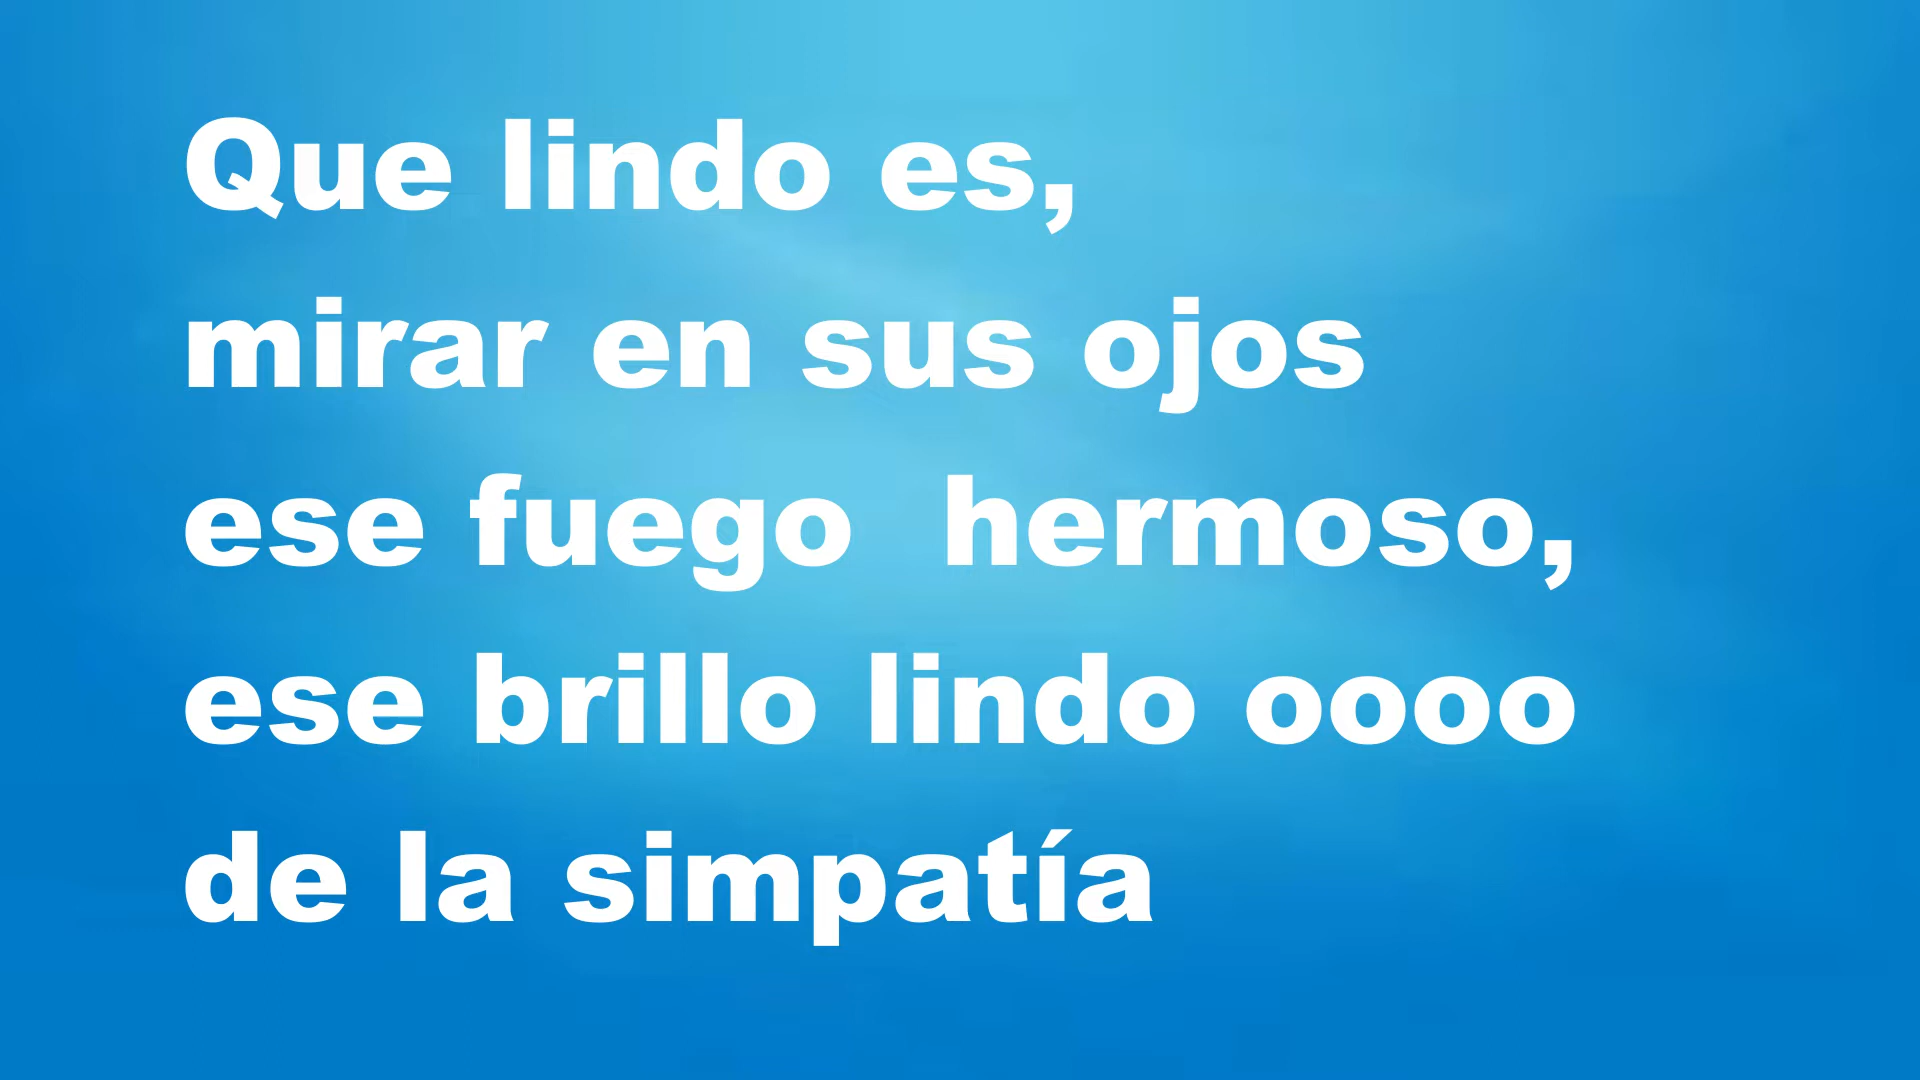 Que lindo es,
mirar en sus ojos
ese fuego  hermoso,
ese brillo lindo oooo
de la simpatía